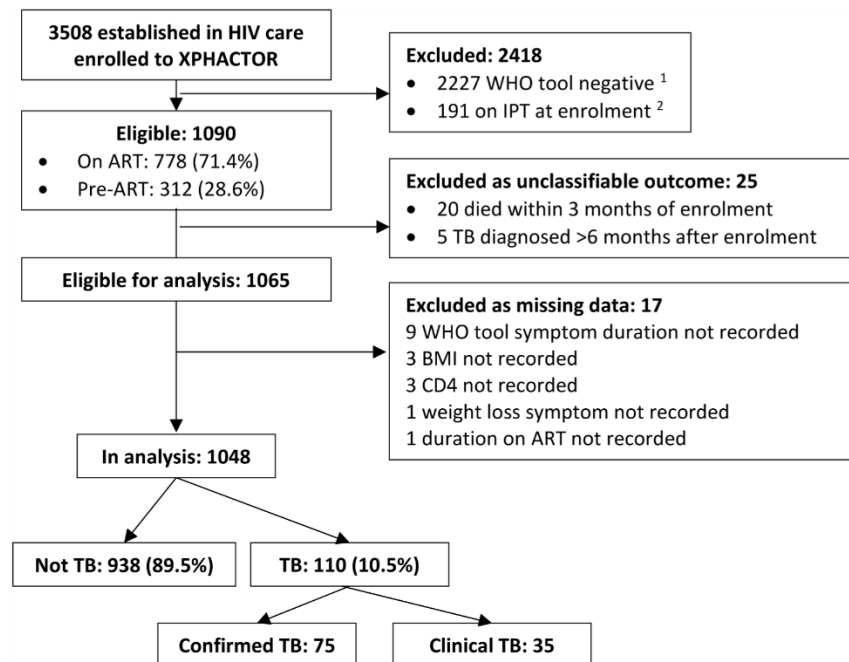 3508 established in HIV care
enrolled to XPHACTOR
Excluded: 2418
• 2227 WHO tool negative ¹
• 191 on IPT at enrolment ²
Eligible: 1090
• On ART: 778 (71.4%)
• Pre-ART: 312 (28.6%)
Excluded as unclassifiable outcome: 25
• 20 died within 3 months of enrolment
• 5 TB diagnosed >6 months after enrolment
Eligible for analysis: 1065
Excluded as missing data: 17
9 WHO tool symptom duration not recorded
3 BMI not recorded
3 CD4 not recorded
1 weight loss symptom not recorded
1 duration on ART not recorded
In analysis: 1048
Not TB: 938 (89.5%)
TB: 110 (10.5%)
Confirmed TB: 75
Clinical TB: 35